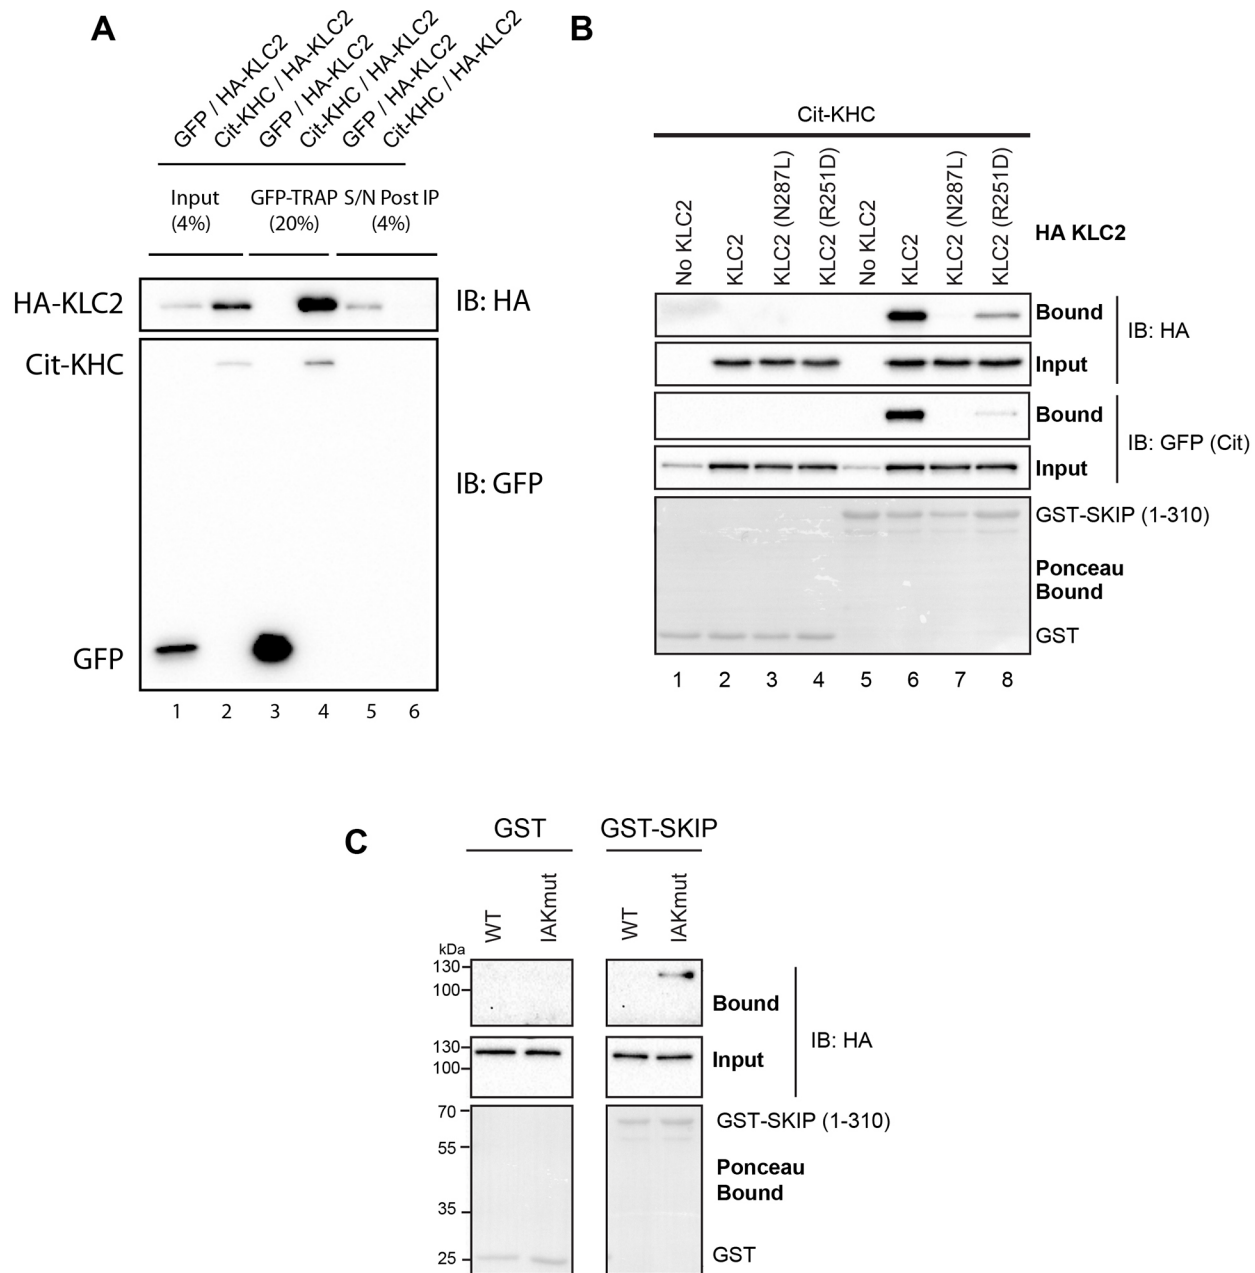 A
GFP / HA-KLC2
Cit-KHC / HA-KLC2
GFP / HA-KLC2
Cit-KHC / HA-KLC2
GFP / HA-KLC2
Cit-KHC / HA-KLC2
Input
(4%)
GFP-TRAP
(20%)
S/N Post IP
(4%)
HA-KLC2
IB: HA
Cit-KHC
IB: GFP
GFP
1 2 3 4 5 6
B
Cit-KHC
No KLC2
KLC2
KLC2 (N287L)
KLC2 (R251D)
No KLC2
KLC2
KLC2 (N287L)
KLC2 (R251D)
HA KLC2
Bound
IB: HA
Input
Bound
IB: GFP (Cit)
Input
GST-SKIP (1-310)
Ponceau
Bound
GST
1 2 3 4 5 6 7 8
C
GST
GST-SKIP
WT
IAKmut
WT
IAKmut
kDa
130
100
Bound
IB: HA
130
100
Input
70
GST-SKIP (1-310)
55
Ponceau
Bound
35
25
GST